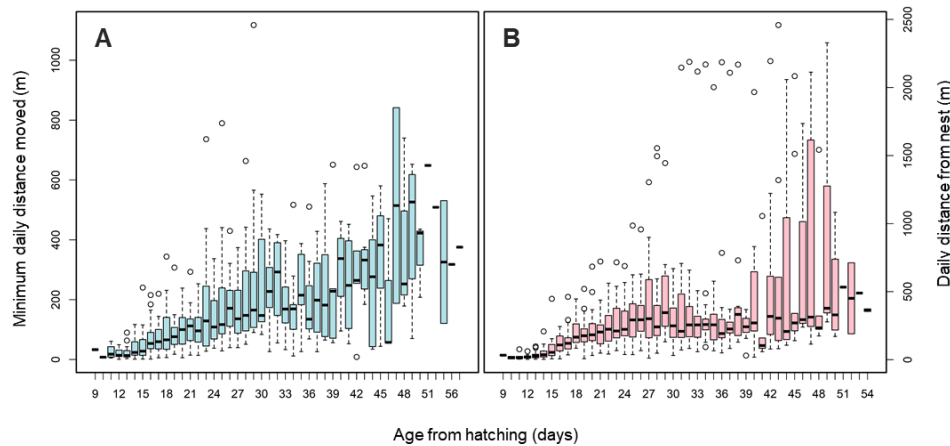 A
B
Minimum daily distance moved (m)
0 200 400 600 800 1000
Daily distance from nest (m)
0 500 1000 1500 2000 2500
9 12 15 18 21 24 27 30 33 36 39 42 45 48 51 56
9 12 15 18 21 24 27 30 33 36 39 42 45 48 51 54
Age from hatching (days)